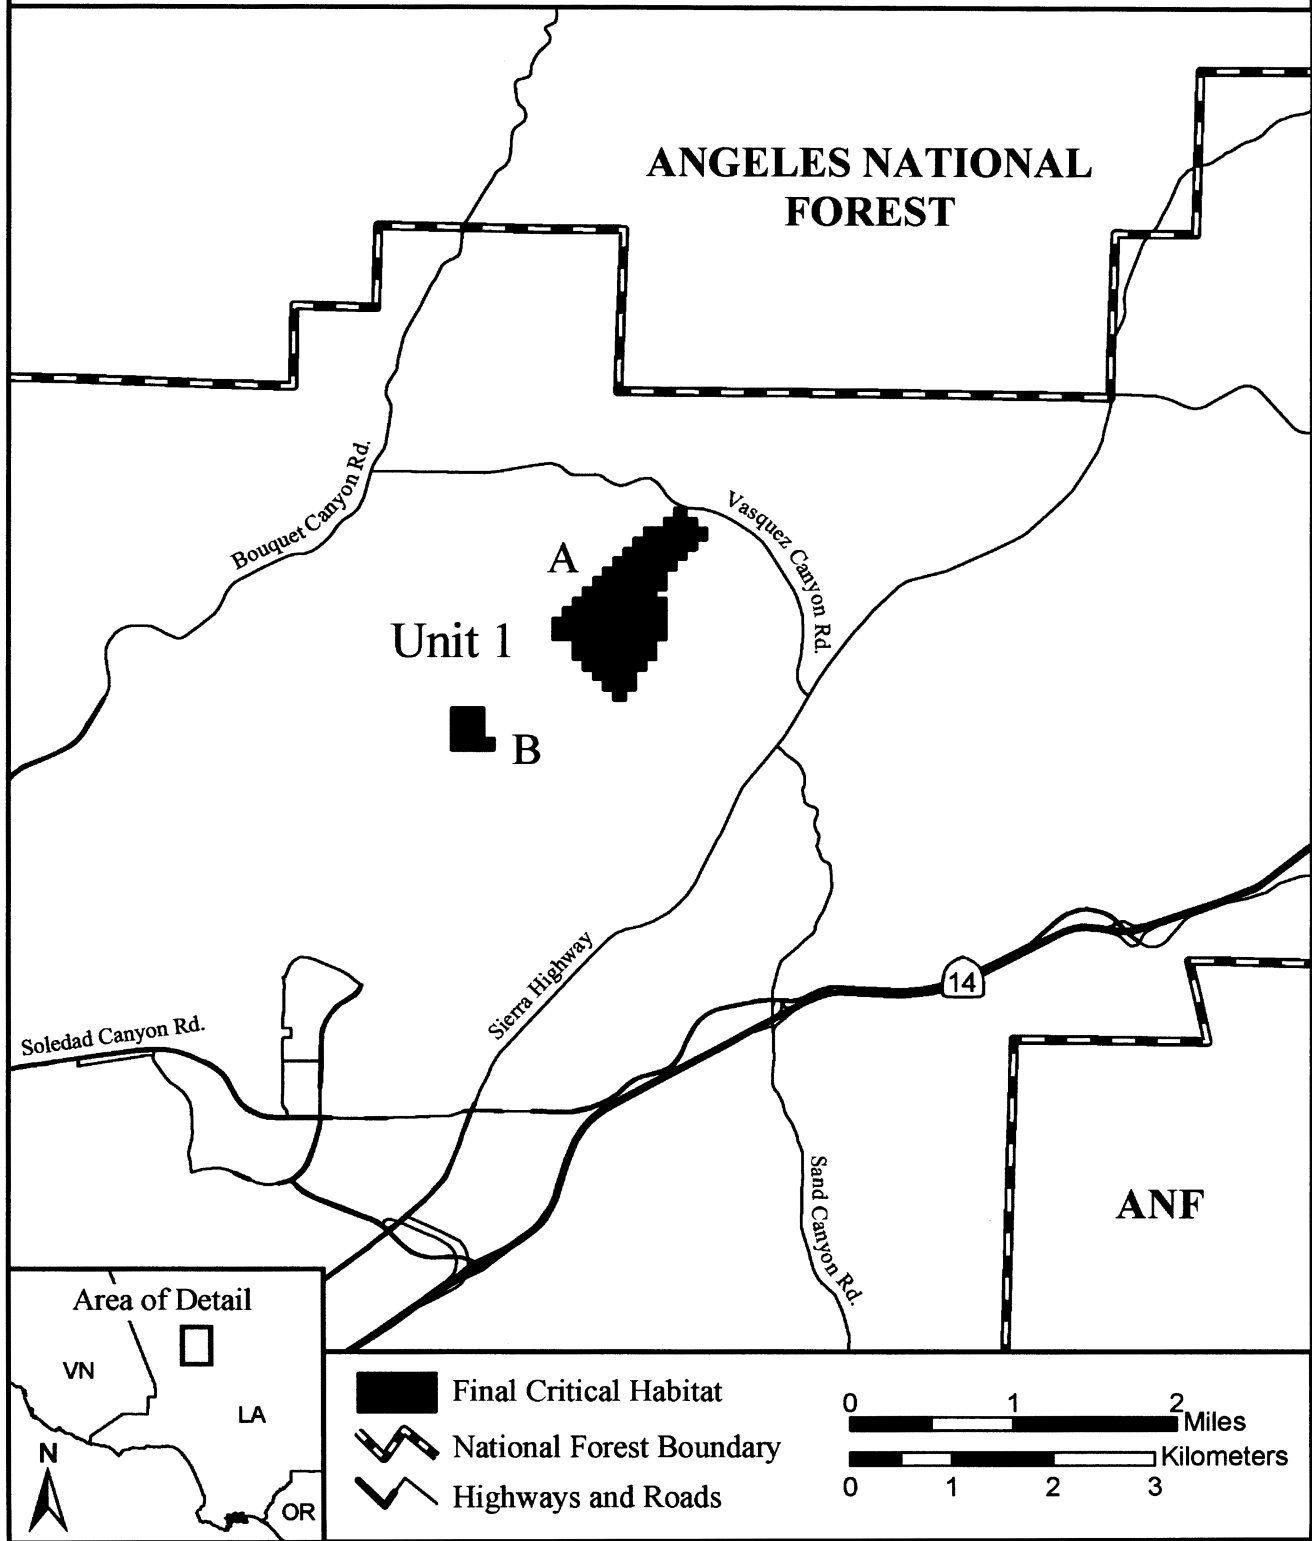 ANGELES NATIONAL
FOREST
Bouquet Canyon Rd.
Vasquez Canyon Rd.
A
Unit 1
B
Sierra Highway
14
Soledad Canyon Rd.
Sand Canyon Rd.
ANF
Area of Detail
VN
LA
N
OR
Final Critical Habitat
National Forest Boundary
Highways and Roads
0 1 2
Miles
Kilometers
0 1 2 3